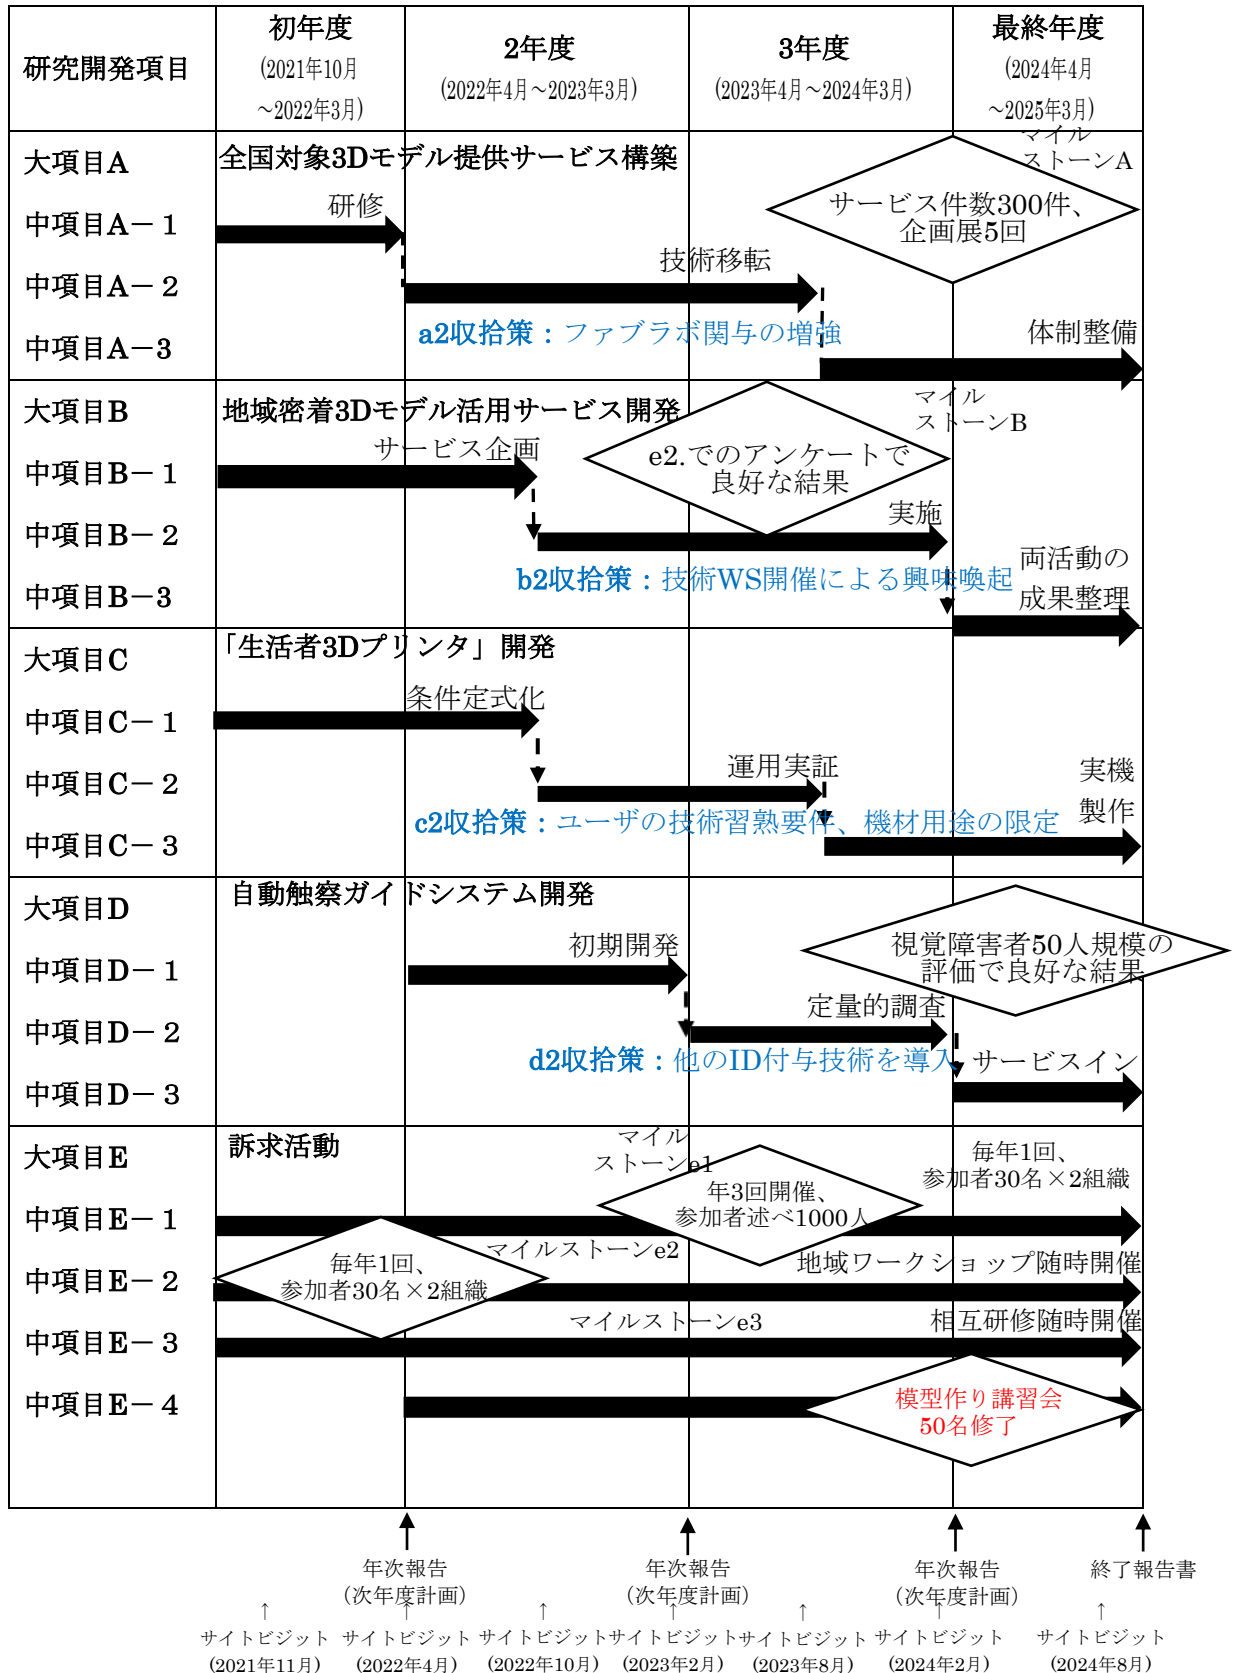 研究開発項目
初年度
(2021年10月
～2022年3月)
2年度
(2022年4月～2023年3月)
3年度
(2023年4月～2024年3月)
最終年度
(2024年4月
～2025年3月)
大項目A
全国対象3Dモデル提供サービス構築
マイル
ストーンA
サービス件数300件、
企画展5回
中項目A－1
研修
中項目A－2
技術移転
a2収拾策：ファブラボ関与の増強
中項目A－3
体制整備
大項目B
地域密着3Dモデル活用サービス開発
マイル
ストーンB
e2.でのアンケートで
良好な結果
中項目B－1
サービス企画
中項目B－2
実施
b2収拾策：技術WS開催による興味喚起
中項目B－3
両活動の
成果整理
大項目C
「生活者3Dプリンタ」開発
中項目C－1
条件定式化
中項目C－2
運用実証
c2収拾策：ユーザの技術習熟要件、機材用途の限定
中項目C－3
実機
製作
大項目D
自動触察ガイドシステム開発
視覚障害者50人規模の
評価で良好な結果
中項目D－1
初期開発
中項目D－2
定量的調査
d2収拾策：他のID付与技術を導入
中項目D－3
サービスイン
大項目E
訴求活動
マイル
ストーンe1
年3回開催、
参加者述べ1000人
毎年1回、
参加者30名×2組織
中項目E－1
中項目E－2
毎年1回、
参加者30名×2組織
マイルストーンe2
地域ワークショップ随時開催
中項目E－3
マイルストーンe3
相互研修随時開催
中項目E－4
模型作り講習会
50名修了
年次報告
(次年度計画)
年次報告
(次年度計画)
年次報告
(次年度計画)
終了報告書
↑
サイトビジット
(2021年11月)
↑
サイトビジット
(2022年4月)
↑
サイトビジット
(2022年10月)
↑
サイトビジット
(2023年2月)
↑
サイトビジット
(2023年8月)
↑
サイトビジット
(2024年2月)
↑
サイトビジット
(2024年8月)